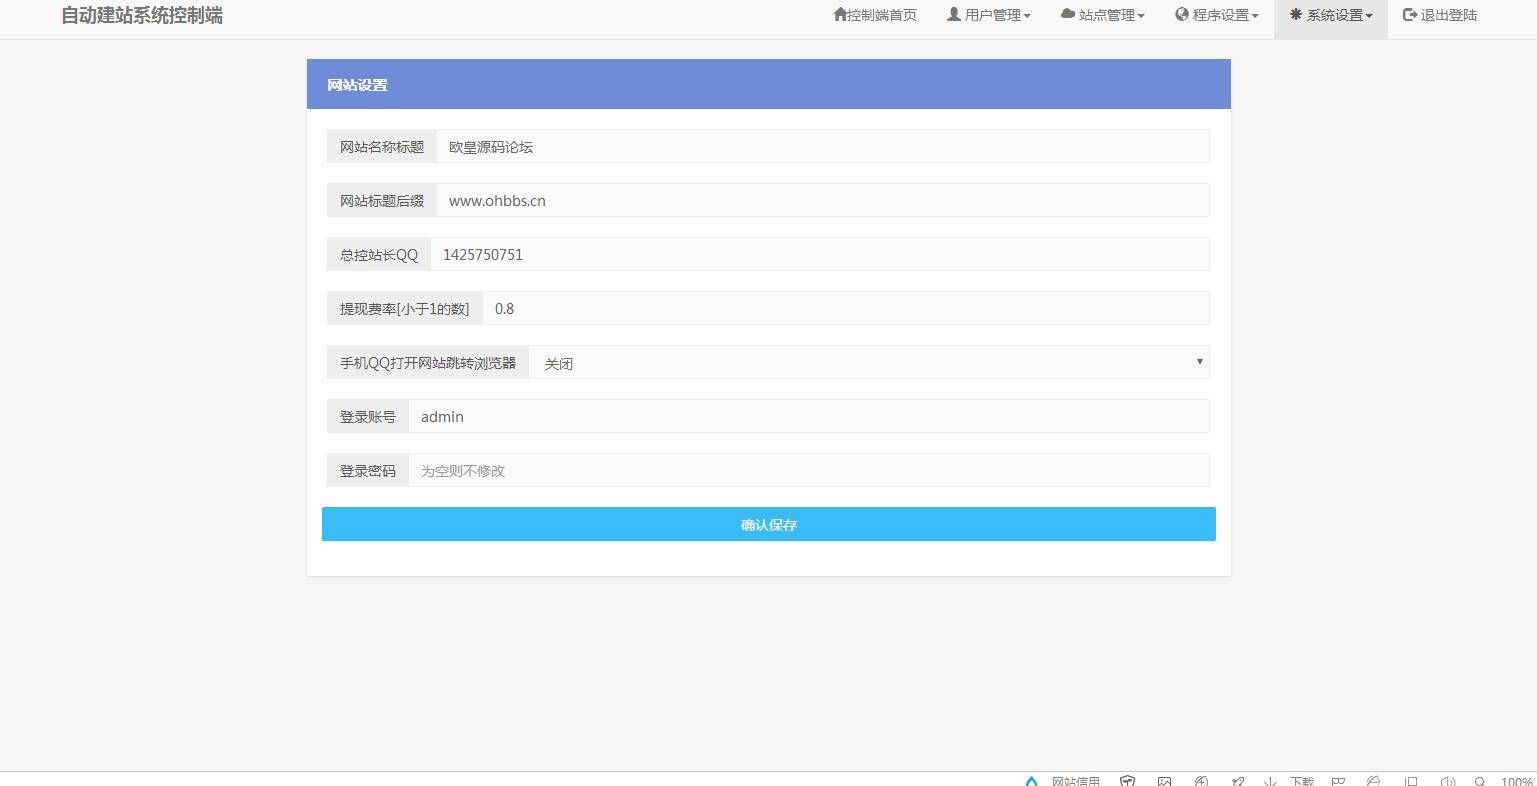 自动建站系统控制端
控制端首页 用户管理 站点管理 程序设置 系统设置 退出登陆
网站设置
网站名称标题 欧皇源码论坛
网站标题后缀 www.ohbbs.cn
总控站长QQ 1425750751
提现费率[小于1的数] 0.8
手机QQ打开网站跳转浏览器 关闭
登录账号 admin
登录密码 为空则不修改
确认保存
网站信用 下载 100%